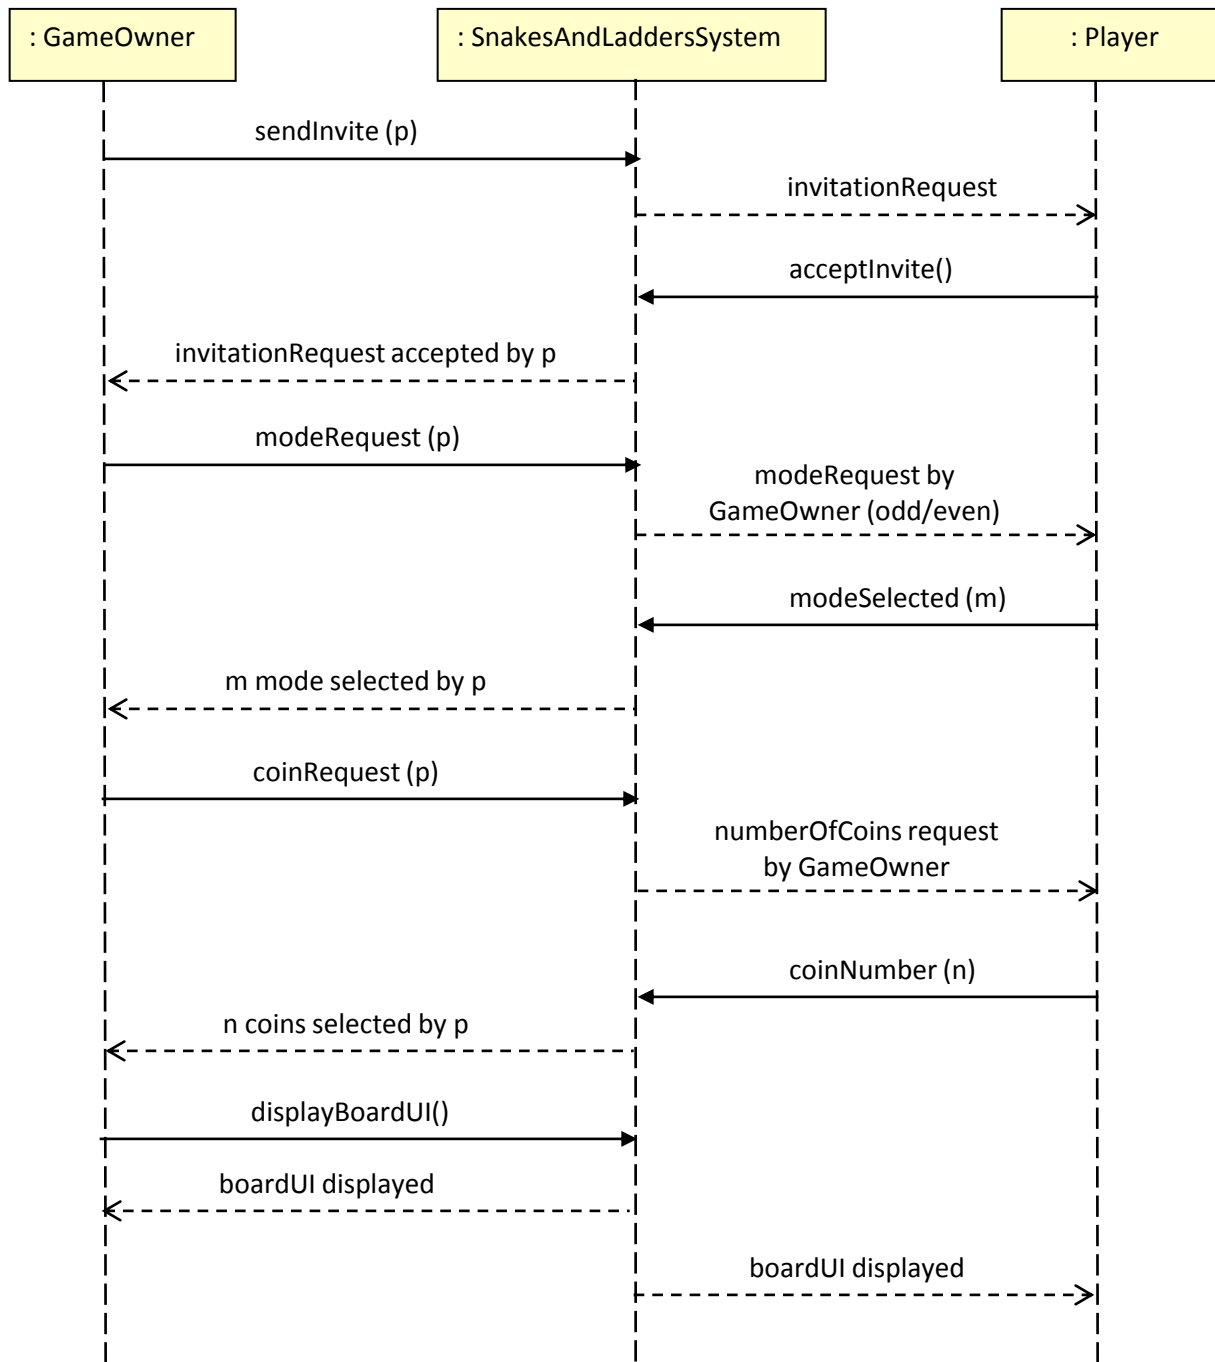 : GameOwner
: SnakesAndLaddersSystem
: Player
sendInvite (p)
invitationRequest
acceptInvite()
invitationRequest accepted by p
modeRequest (p)
modeRequest by
GameOwner (odd/even)
modeSelected (m)
m mode selected by p
coinRequest (p)
numberOfCoins request
by GameOwner
coinNumber (n)
n coins selected by p
displayBoardUI()
boardUI displayed
boardUI displayed